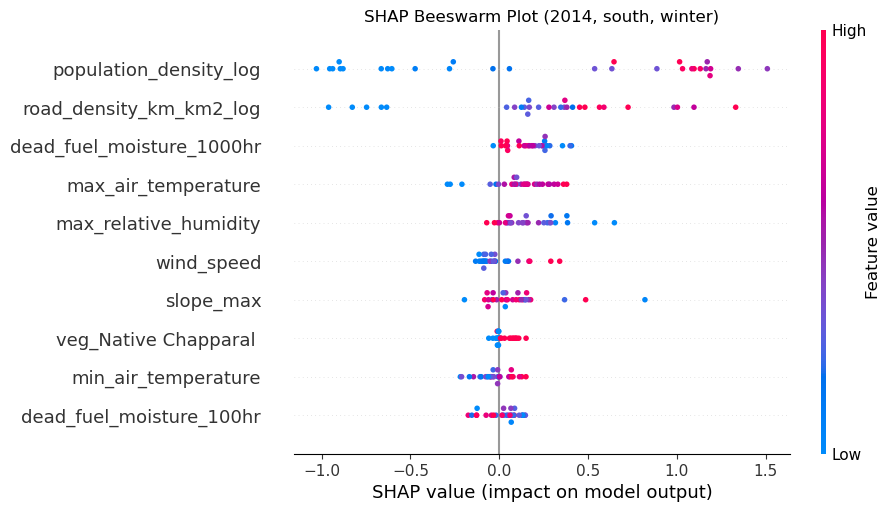 SHAP Beeswarm Plot (2014, south, winter)
High
population_density_log
road_density_km_km2_log
dead_fuel_moisture_1000hr
max_air_temperature
max_relative_humidity
wind_speed
slope_max
veg_Native Chapparal
min_air_temperature
dead_fuel_moisture_100hr
Feature value
Low
−1.0 −0.5 0.0 0.5 1.0 1.5
SHAP value (impact on model output)